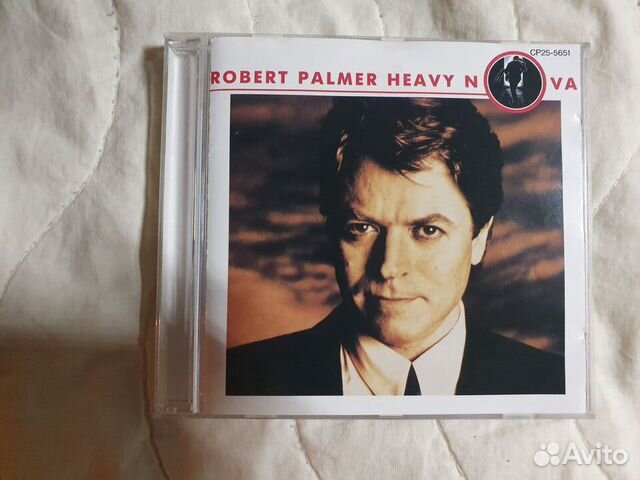 CP25-5651
ROBERT PALMER HEAVY N VA
Avito